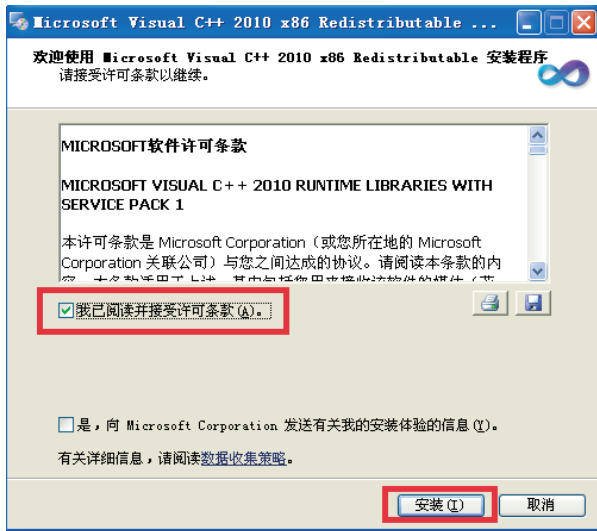 Microsoft Visual C++ 2010 x86 Redistributable ...
欢迎使用 Microsoft Visual C++ 2010 x86 Redistributable 安装程序
请接受许可条款以继续。
MICROSOFT软件许可条款
MICROSOFT VISUAL C++ 2010 RUNTIME LIBRARIES WITH
SERVICE PACK 1
本许可条款是 Microsoft Corporation（或您所在地的 Microsoft
Corporation 关联公司）与您之间达成的协议。请阅读本条款的内
我已阅读并接受许可条款(A)。
是，向 Microsoft Corporation 发送有关我的安装体验的信息(Y)。
有关详细信息，请阅读数据收集策略。
安装(I)
取消